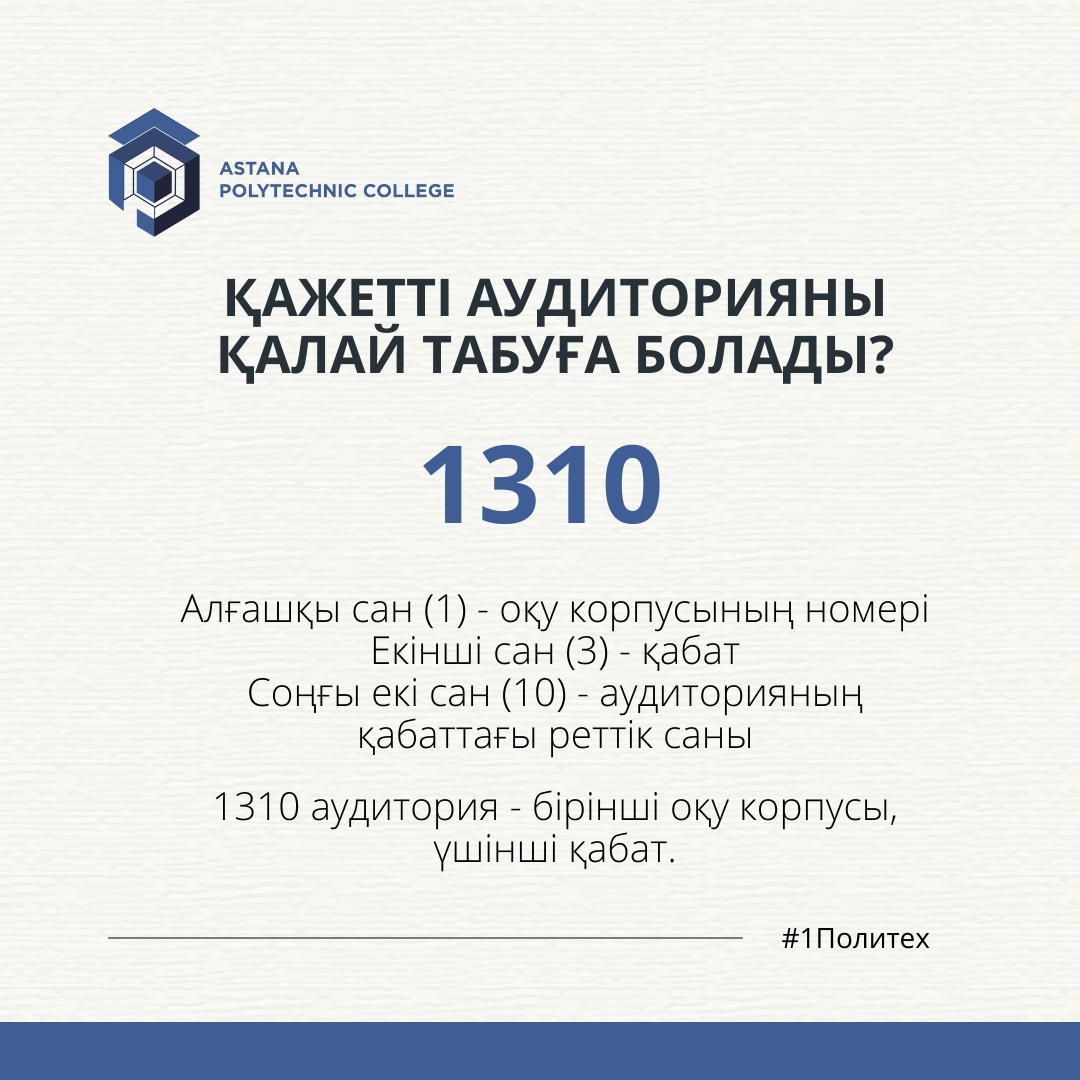 ASTANA
POLYTECHNIC COLLEGE
ҚАЖЕТТІ АУДИТОРИЯНЫ
ҚАЛАЙ ТАБУҒА БОЛАДЫ?
1310
Алғашқы сан (1) - оқу корпусының номері
Екінші сан (3) - қабат
Соңғы екі сан (10) - аудиторияның
қабаттағы реттік саны
1310 аудитория - бірінші оқу корпусы,
үшінші қабат.
#1Политех